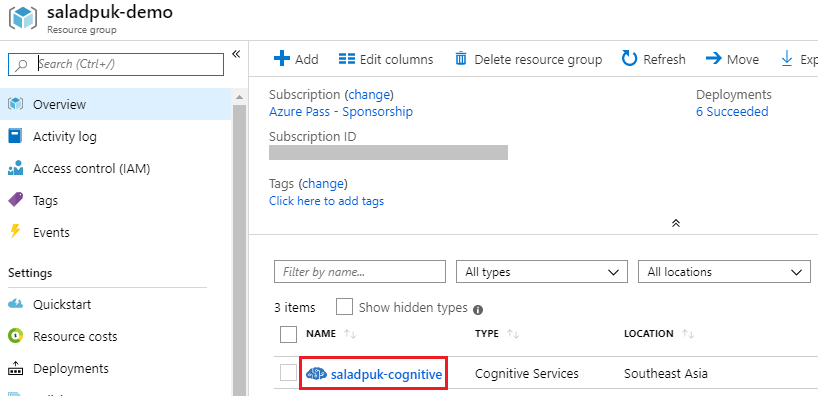 saladpuk-demo
Resource group
Search (Ctrl+/)
Overview
Activity log
Access control (IAM)
Tags
Events
Settings
Quickstart
Resource costs
Deployments
Add Edit columns Delete resource group Refresh Move
Subscription (change)
Azure Pass - Sponsorship
Deployments
6 Succeeded
Subscription ID
Tags (change)
Click here to add tags
Filter by name... All types All locations
3 items Show hidden types
NAME TYPE LOCATION
saladpuk-cognitive Cognitive Services Southeast Asia